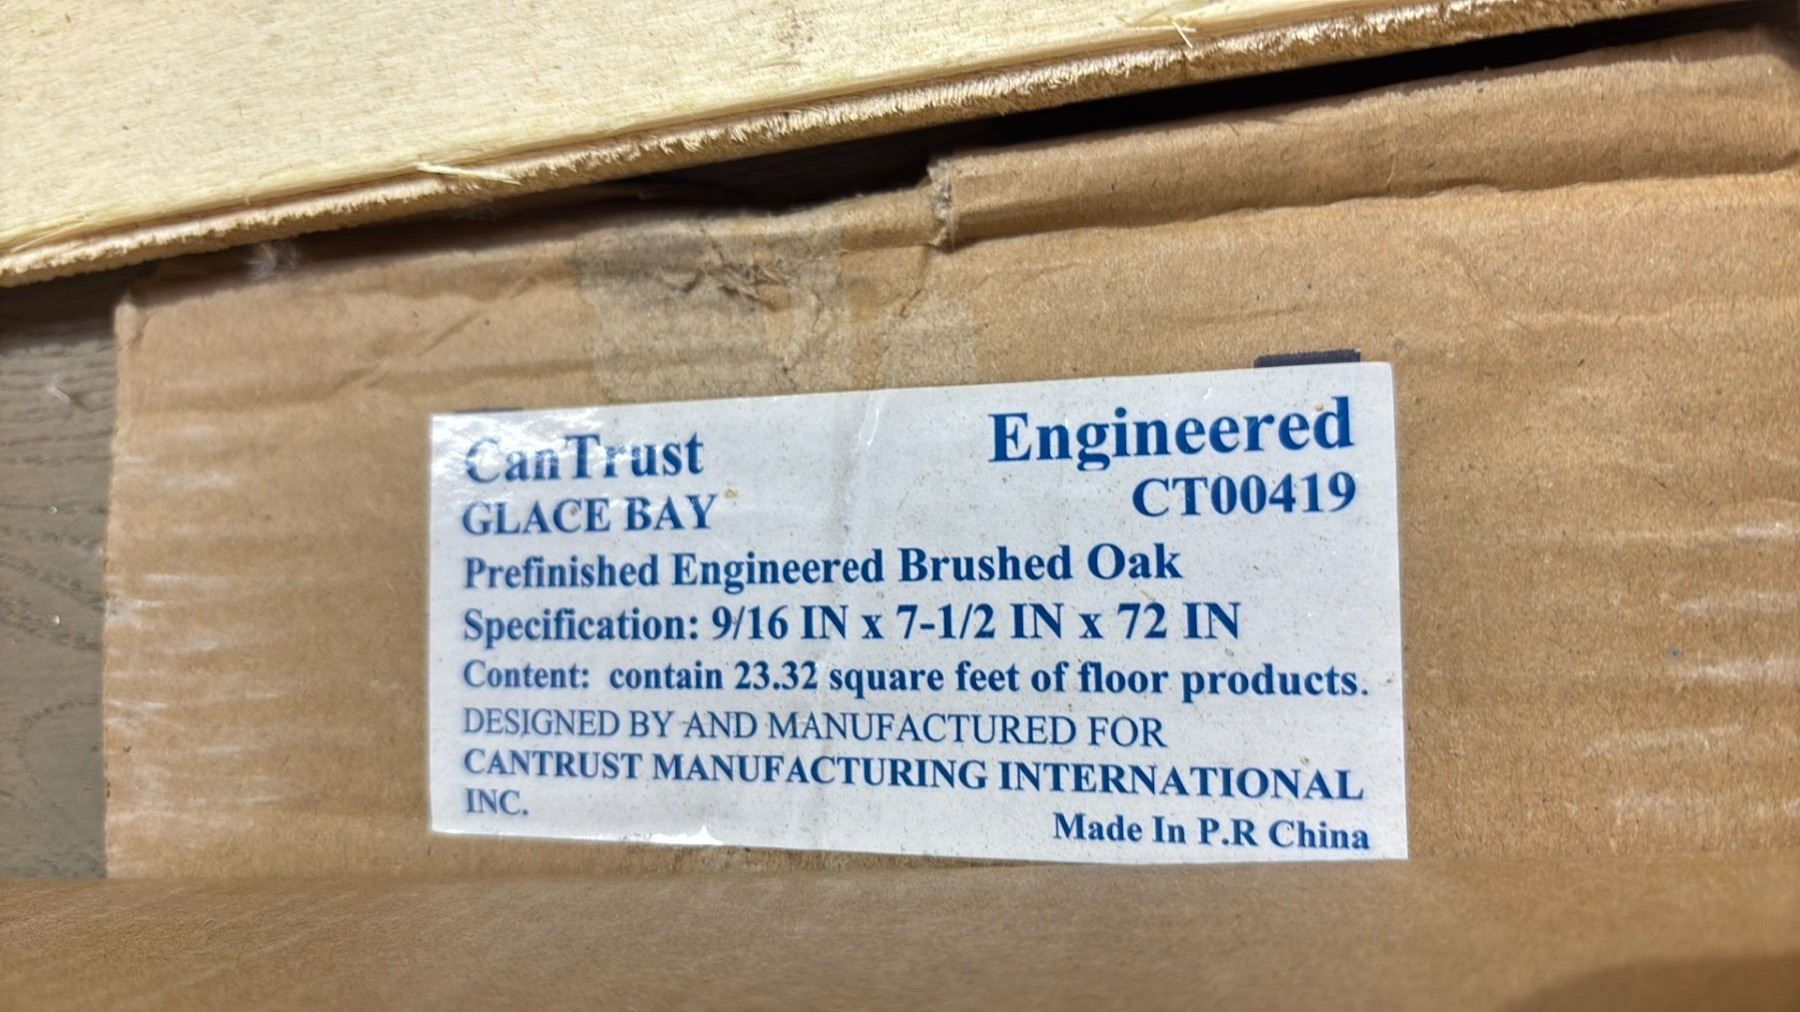 CanTrust
Engineered
GLACE BAY
CT00419
Prefinished Engineered Brushed Oak
Specification: 9/16 IN x 7-1/2 IN x 72 IN
Content: contain 23.32 square feet of floor products.
DESIGNED BY AND MANUFACTURED FOR
CANTRUST MANUFACTURING INTERNATIONAL
INC.
Made In P.R China